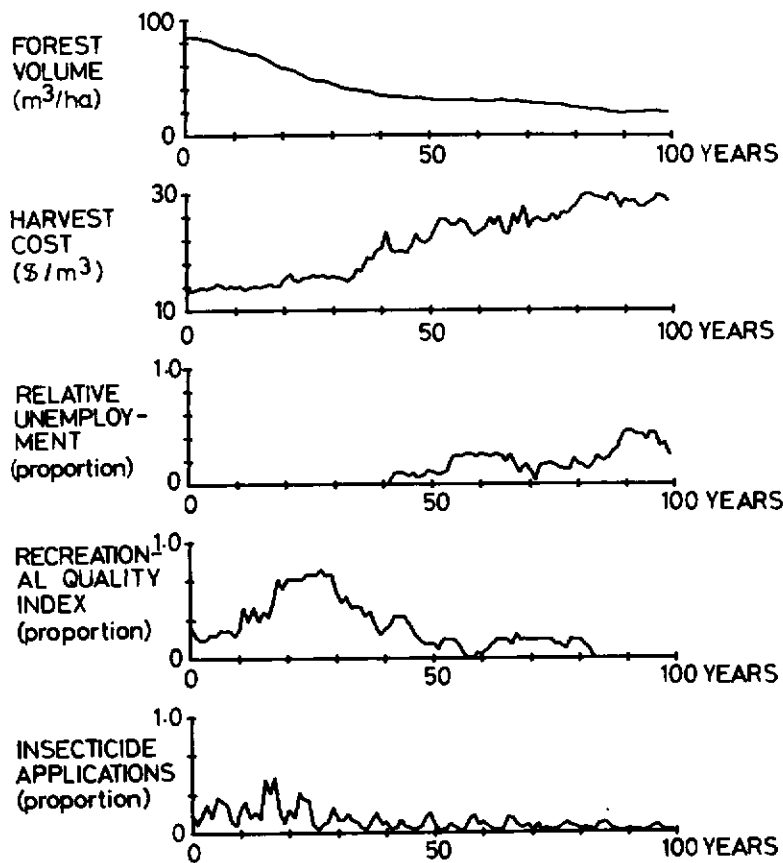 100
FOREST
VOLUME
(m³/ha)
0
0
50
100 YEARS
30
HARVEST
COST
($/m³)
10
0
50
100 YEARS
1.0
RELATIVE
UNEMPLOY-
MENT
(proportion)
0
0
50
100 YEARS
1.0
RECREATION-
AL QUALITY
INDEX
(proportion)
0
0
50
100 YEARS
1.0
INSECTICIDE
APPLICATIONS
(proportion)
0
0
50
100 YEARS